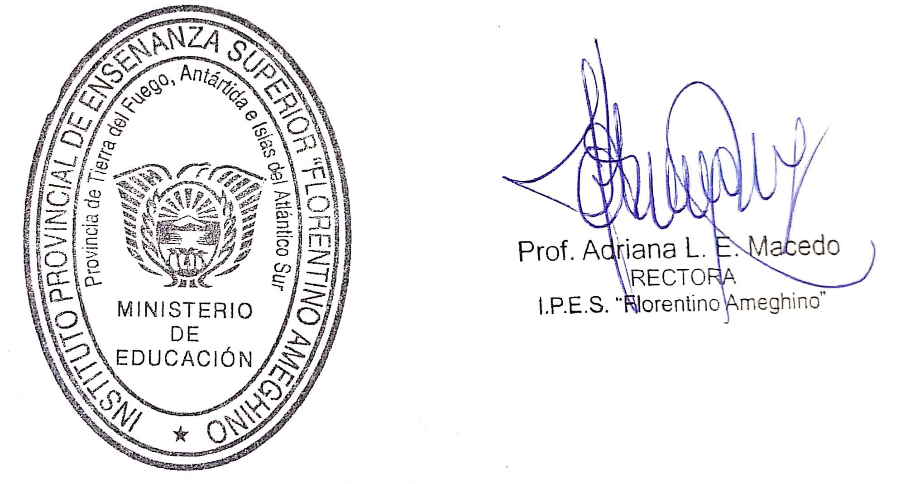 INSTITUTO PROVINCIAL DE ENSEÑANZA SUPERIOR "FLORENTINO AMEGHINO
Provincia de Tierra del Fuego, Antártida e Islas del Atlántico Sur
MINISTERIO
DE
EDUCACIÓN
Prof. Adriana L. E. Macedo
RECTORA
I.P.E.S. "Florentino Ameghino"